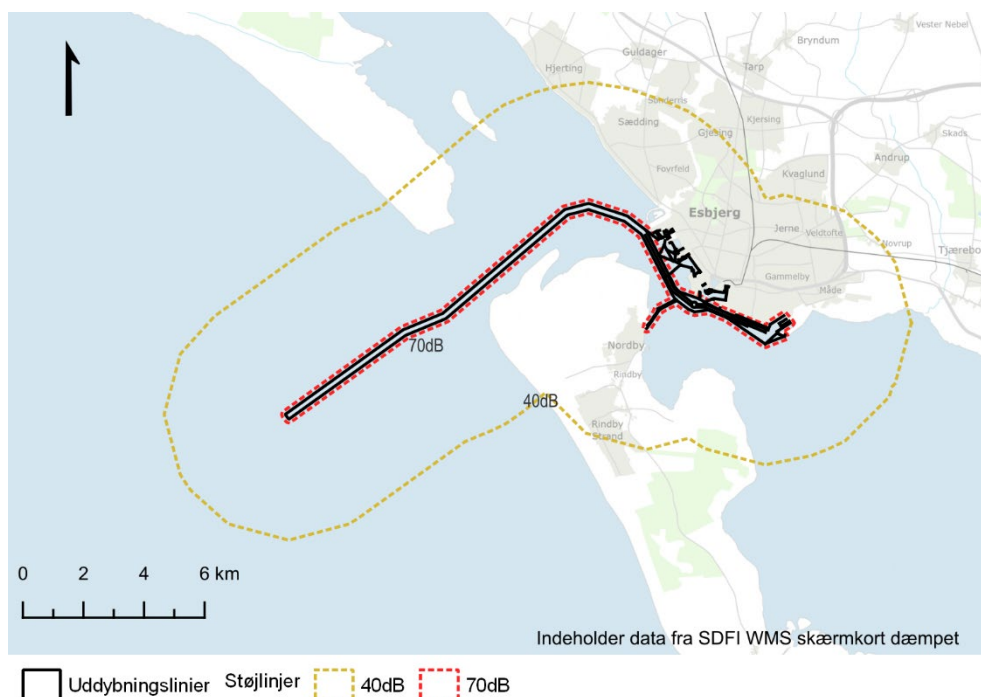 Vester Nebel
Bryndum
Guldager
Tarp
Hjerting
Sønderris
Kjersing
Sædding
Gjesing
Skads
Andrup
Fovrfeld
Kvaglund
Esbjerg
Jerne
Veldtofte
Novrup
Tjærebo
Gammelby
Måde
70dB
Nordby
Rindby
40dB
Rindby
Strand
0 2 4 6 km
Indeholder data fra SDFI WMS skærmkort dæmpet
Uddybningslinier Støjlinjer 40dB 70dB